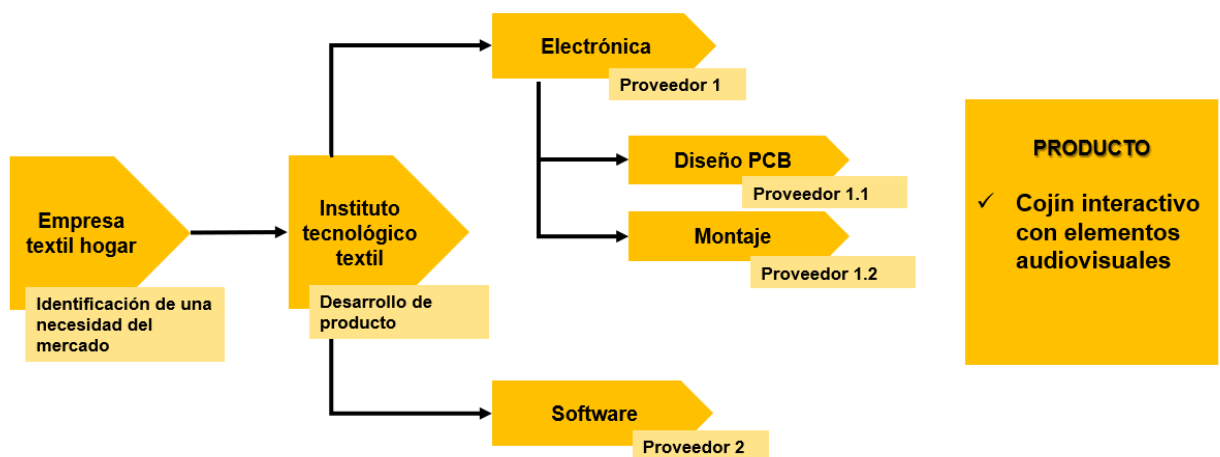 Empresa
textil hogar
Identificación de una
necesidad del
mercado
Instituto
tecnológico
textil
Desarrollo de
producto
Electrónica
Proveedor 1
Diseño PCB
Proveedor 1.1
Montaje
Proveedor 1.2
Software
Proveedor 2
PRODUCTO
✓ Cojín interactivo
con elementos
audiovisuales